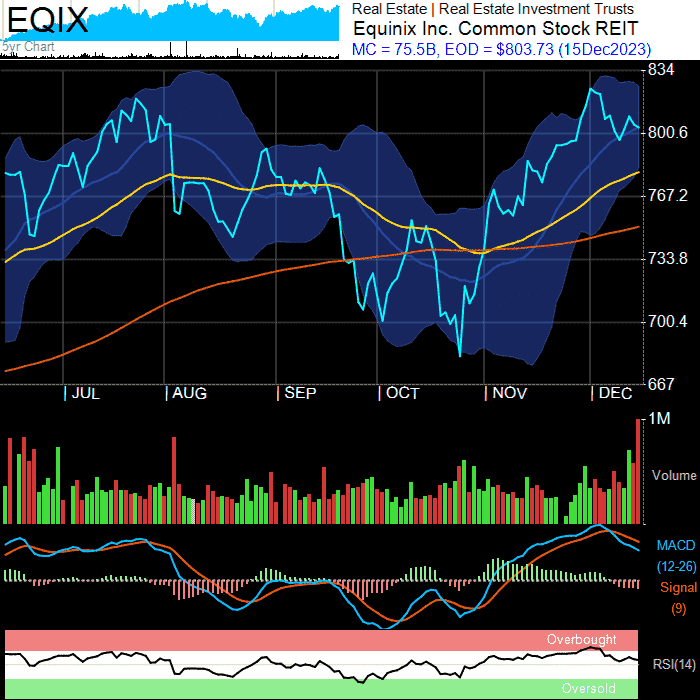 EQIX
5yr Chart
Real Estate | Real Estate Investment Trusts
Equinix Inc. Common Stock REIT
MC = 75.5B, EOD = $803.73 (15Dec2023)
834
800.6
767.2
733.8
700.4
667
| JUL | AUG | SEP | OCT | NOV | DEC
1M
Volume
MACD
(12-26)
Signal
(9)
Overbought
RSI(14)
Oversold